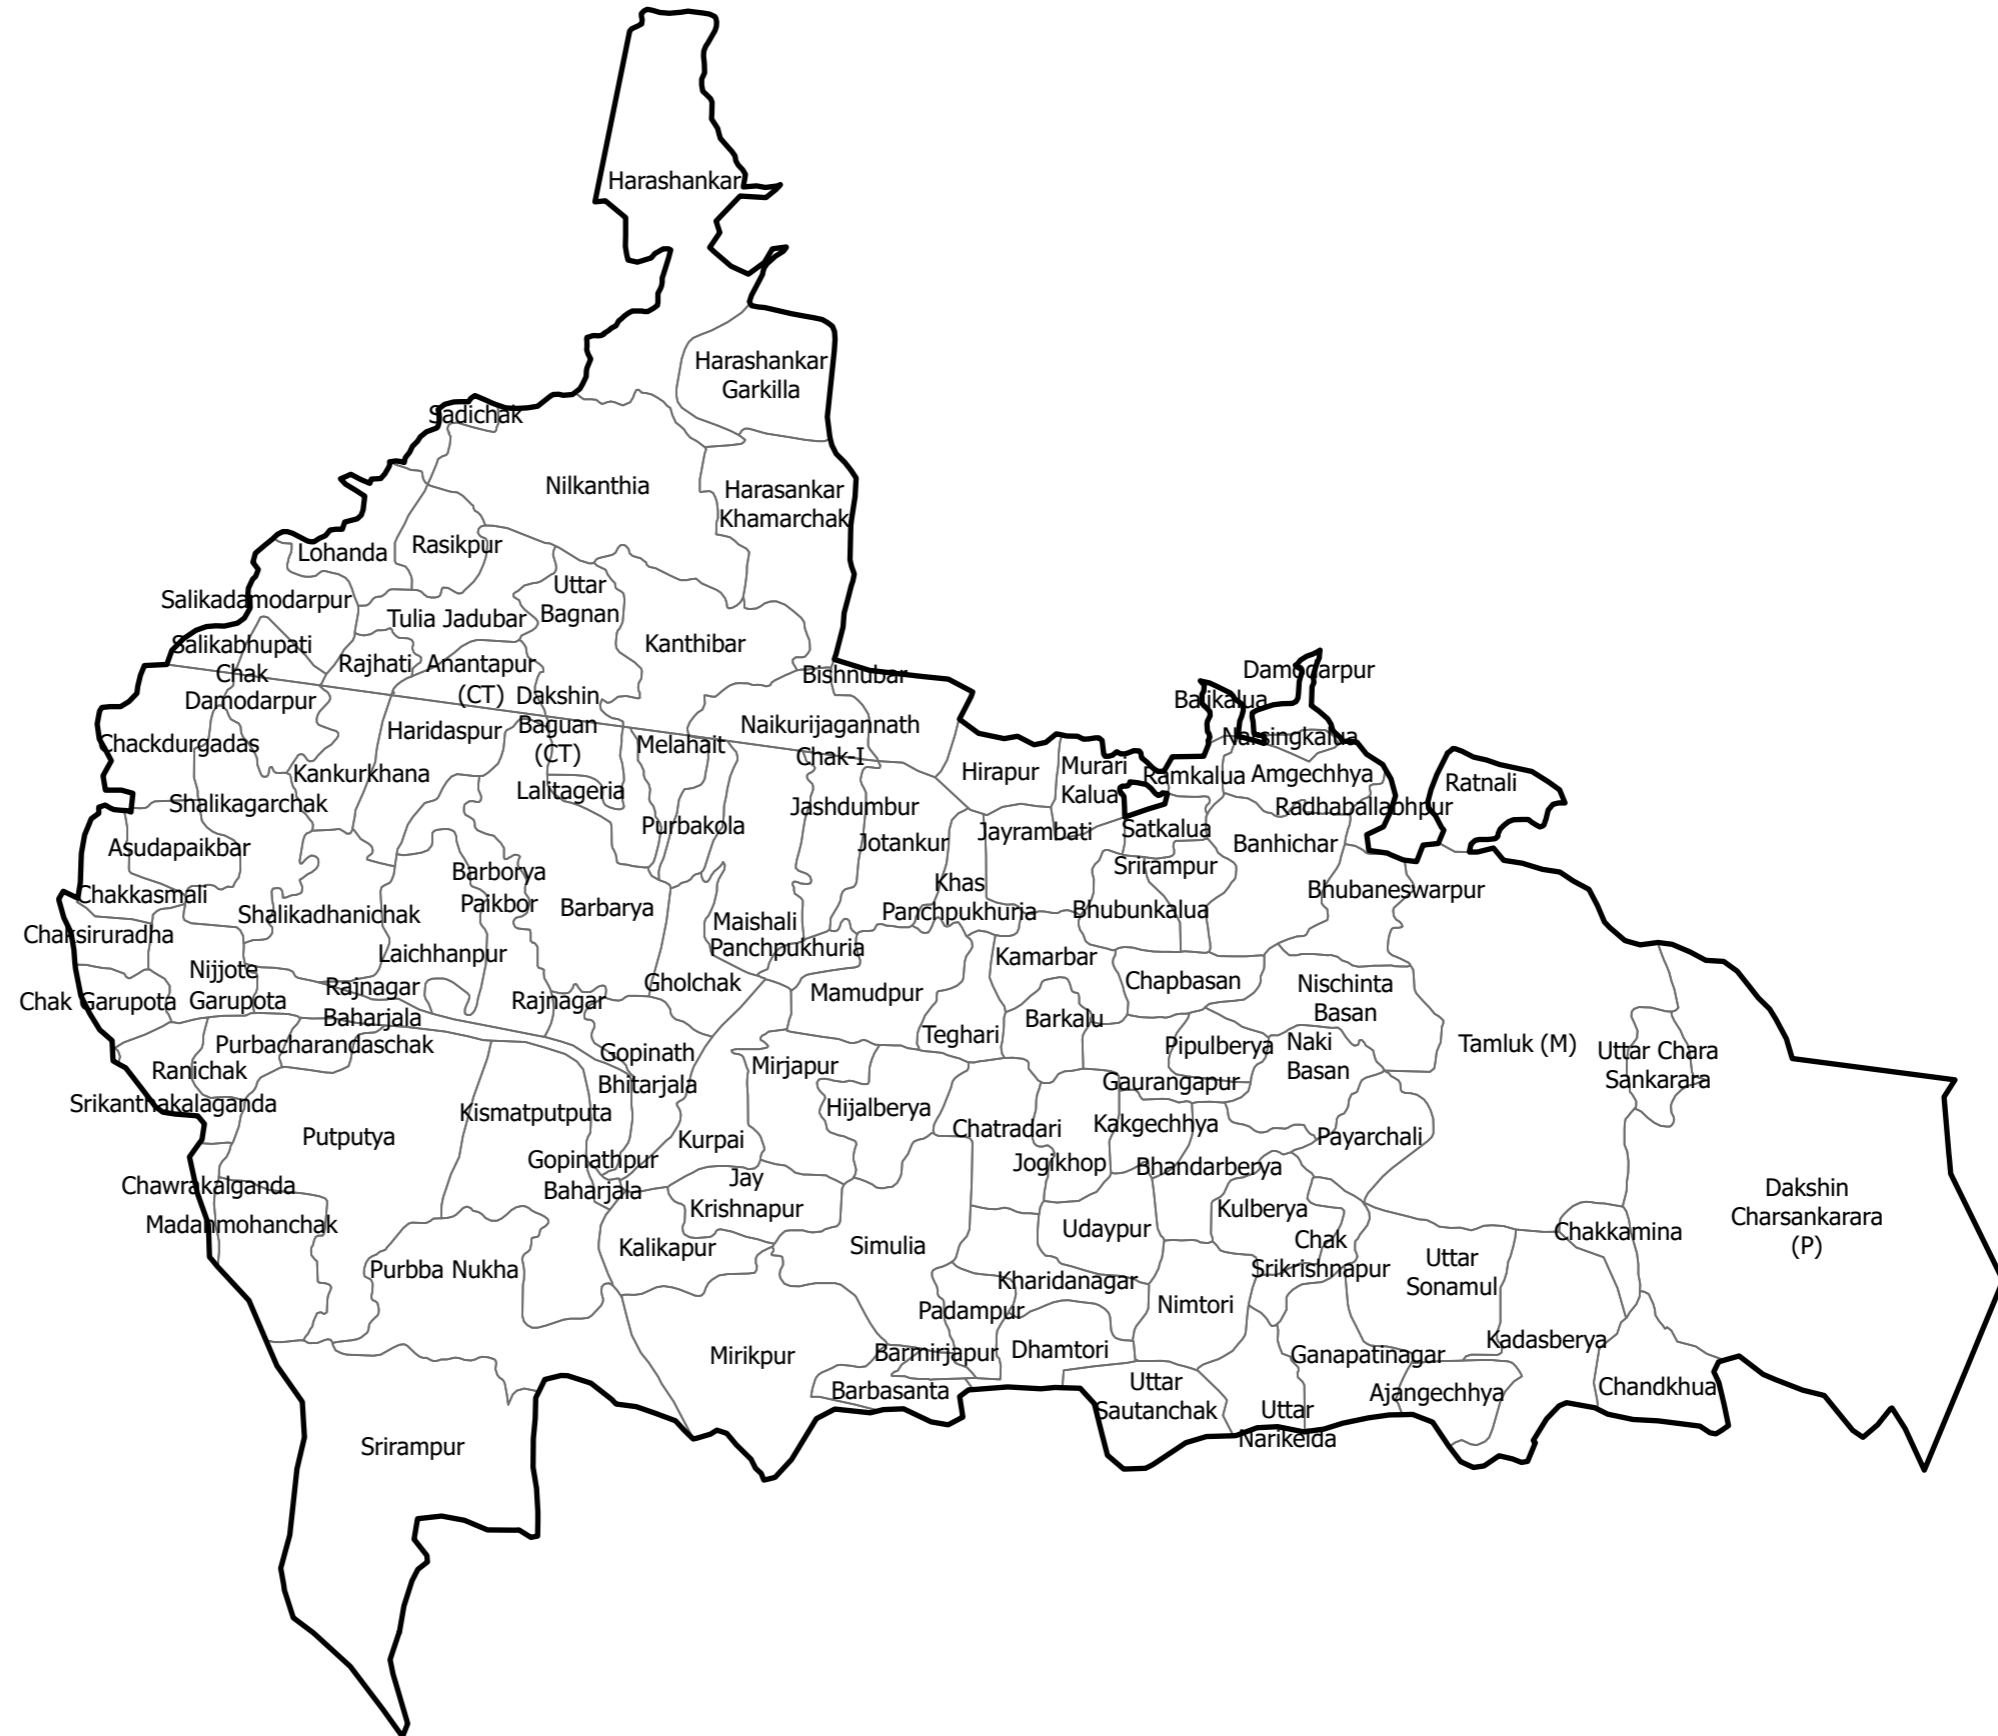 Harashankar
Harashankar
Garkilla
Sadichak
Nilkanthia
Harasankar
Khamarchak
Lohanda
Rasikpur
Salikadamodarpur
Uttar
Bagnan
Tulia Jadubar
Kanthibar
Salikabhupati
Chak
Rajhati
Anantapur
(CT)
Bishnubar
Damodarpur
Dakshin
Baguan
(CT)
Haridaspur
Naikurijagannath
Chak-I
Melahait
Chackdurgadas
Kankurkhana
Shalikagarchak
Lalitageria
Purbakola
Jashdumbur
Jotankur
Hirapur
Murari
Kalua
Jayrambati
Damodarpur
Balikalua
Narsingkalua
Ramkalua
Amgechhya
Radhaballabhpur
Ratnali
Satkalua
Banhichar
Srirampur
Asudapaikbar
Barborya
Paikbor
Barbarya
Khas
Panchpukhuria
Bhubunkalua
Bhubaneswarpur
Chakkasmali
Shalikadhanichak
Maishali
Panchpukhuria
Chaksiruradha
Laichhanpur
Kamarbar
Nijjote
Garupota
Rajnagar
Baharjala
Rajnagar
Gholchak
Mamudpur
Chapbasan
Nischinta
Basan
Chak Garupota
Teghari
Barkalu
Purbacharandaschak
Gopinath
Bhitarjala
Mirjapur
Pipulberya
Naki
Basan
Tamluk (M)
Uttar Chara
Sankarara
Ranichak
Gaurangapur
Srikanthakalaganda
Kismatputputa
Hijalberya
Putputya
Kurpai
Chatradari
Kakgechhya
Payarchali
Gopinathpur
Baharjala
Jogikhop
Bhandarberya
Chawrakalganda
Jay
Krishnapur
Dakshin
Charsankarara
(P)
Madanmohanchak
Kulberya
Udaypur
Chakkamina
Kalikapur
Simulia
Chak
Srikrishnapur
Uttar
Sonamul
Purbba Nukha
Kharidanagar
Nimtori
Padampur
Kadasberya
Mirikpur
Barmirjapur
Dhamtori
Ganapatinagar
Barbasanta
Uttar
Sautanchak
Ajangechhya
Chandkhua
Uttar
Narikelda
Srirampur